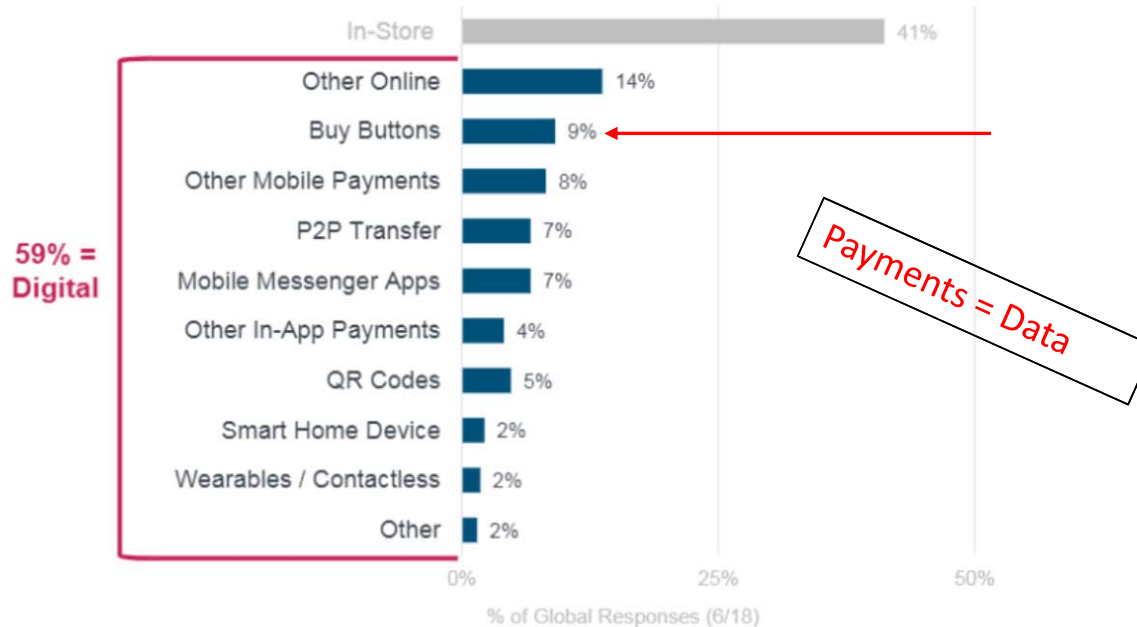 In-Store 41%
Other Online 14%
Buy Buttons 9%
Other Mobile Payments 8%
P2P Transfer 7%
Mobile Messenger Apps 7%
Other In-App Payments 4%
QR Codes 5%
Smart Home Device 2%
Wearables / Contactless 2%
Other 2%
59% =
Digital
Payments = Data
0% 25% 50%
% of Global Responses (6/18)